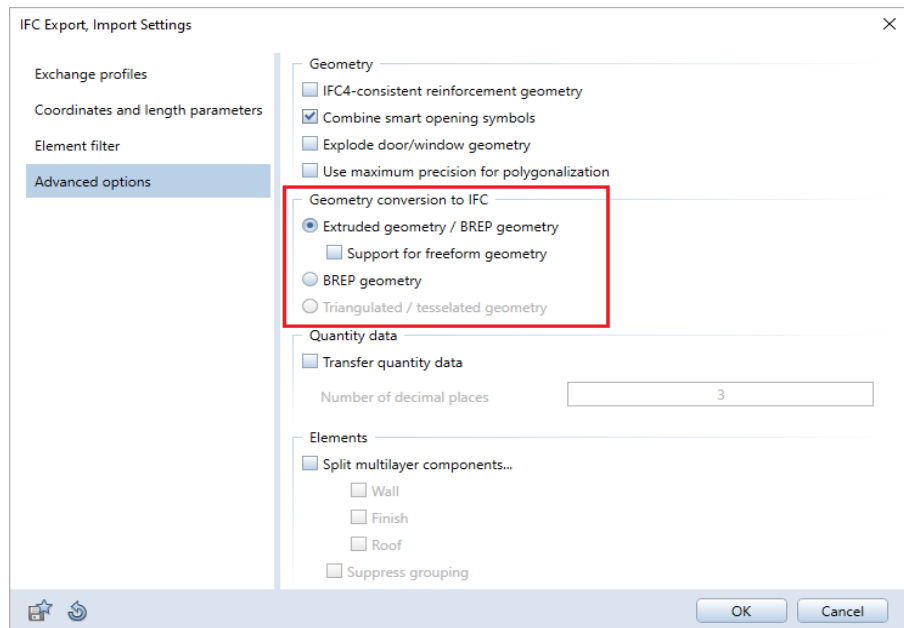 IFC Export, Import Settings
Exchange profiles
Coordinates and length parameters
Element filter
Advanced options
Geometry
IFC4-consistent reinforcement geometry
Combine smart opening symbols
Explode door/window geometry
Use maximum precision for polygonalization
Geometry conversion to IFC
Extruded geometry / BREP geometry
Support for freeform geometry
BREP geometry
Triangulated / tesselated geometry
Quantity data
Transfer quantity data
Number of decimal places 3
Elements
Split multilayer components...
Wall
Finish
Roof
Suppress grouping
OK Cancel